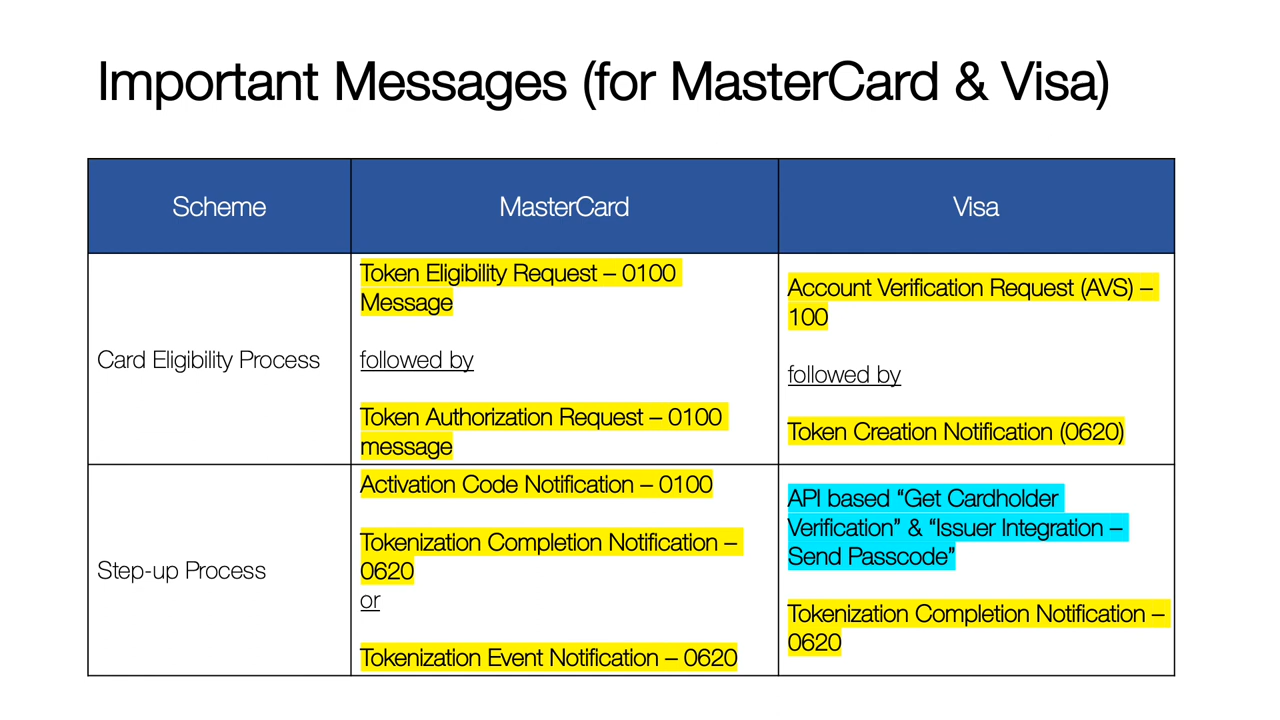 Important Messages (for MasterCard & Visa)
Scheme
MasterCard
Visa
Card Eligibility Process
Token Eligibility Request – 0100
Message
followed by
Token Authorization Request – 0100
message
Account Verification Request (AVS) –
100
followed by
Token Creation Notification (0620)
Step-up Process
Activation Code Notification – 0100
Tokenization Completion Notification –
0620
or
Tokenization Event Notification – 0620
API based “Get Cardholder
Verification” & “Issuer Integration –
Send Passcode”
Tokenization Completion Notification –
0620